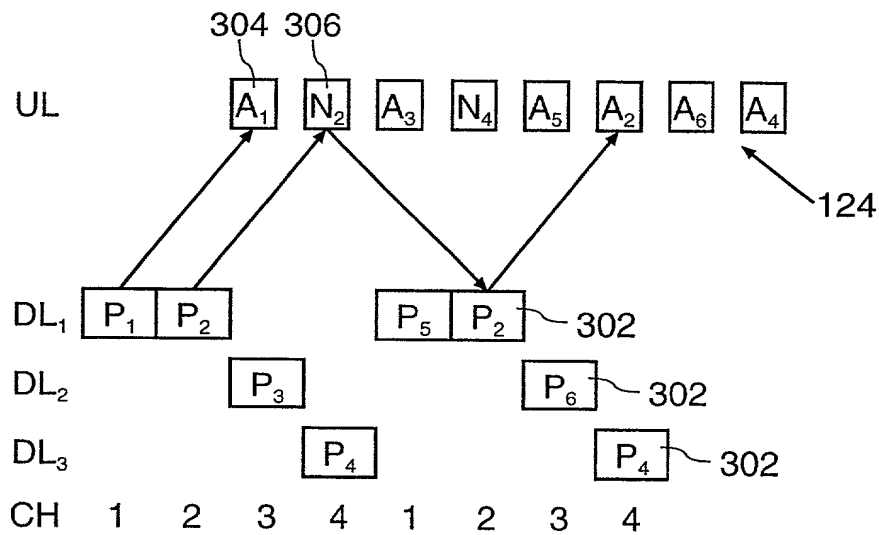 304 306
UL A₁ N₂ A₃ N₄ A₅ A₂ A₆ A₄
124
DL₁ P₁ P₂ P₅ P₂ 302
DL₂ P₃ P₆ 302
DL₃ P₄ P₄ 302
CH 1 2 3 4 1 2 3 4